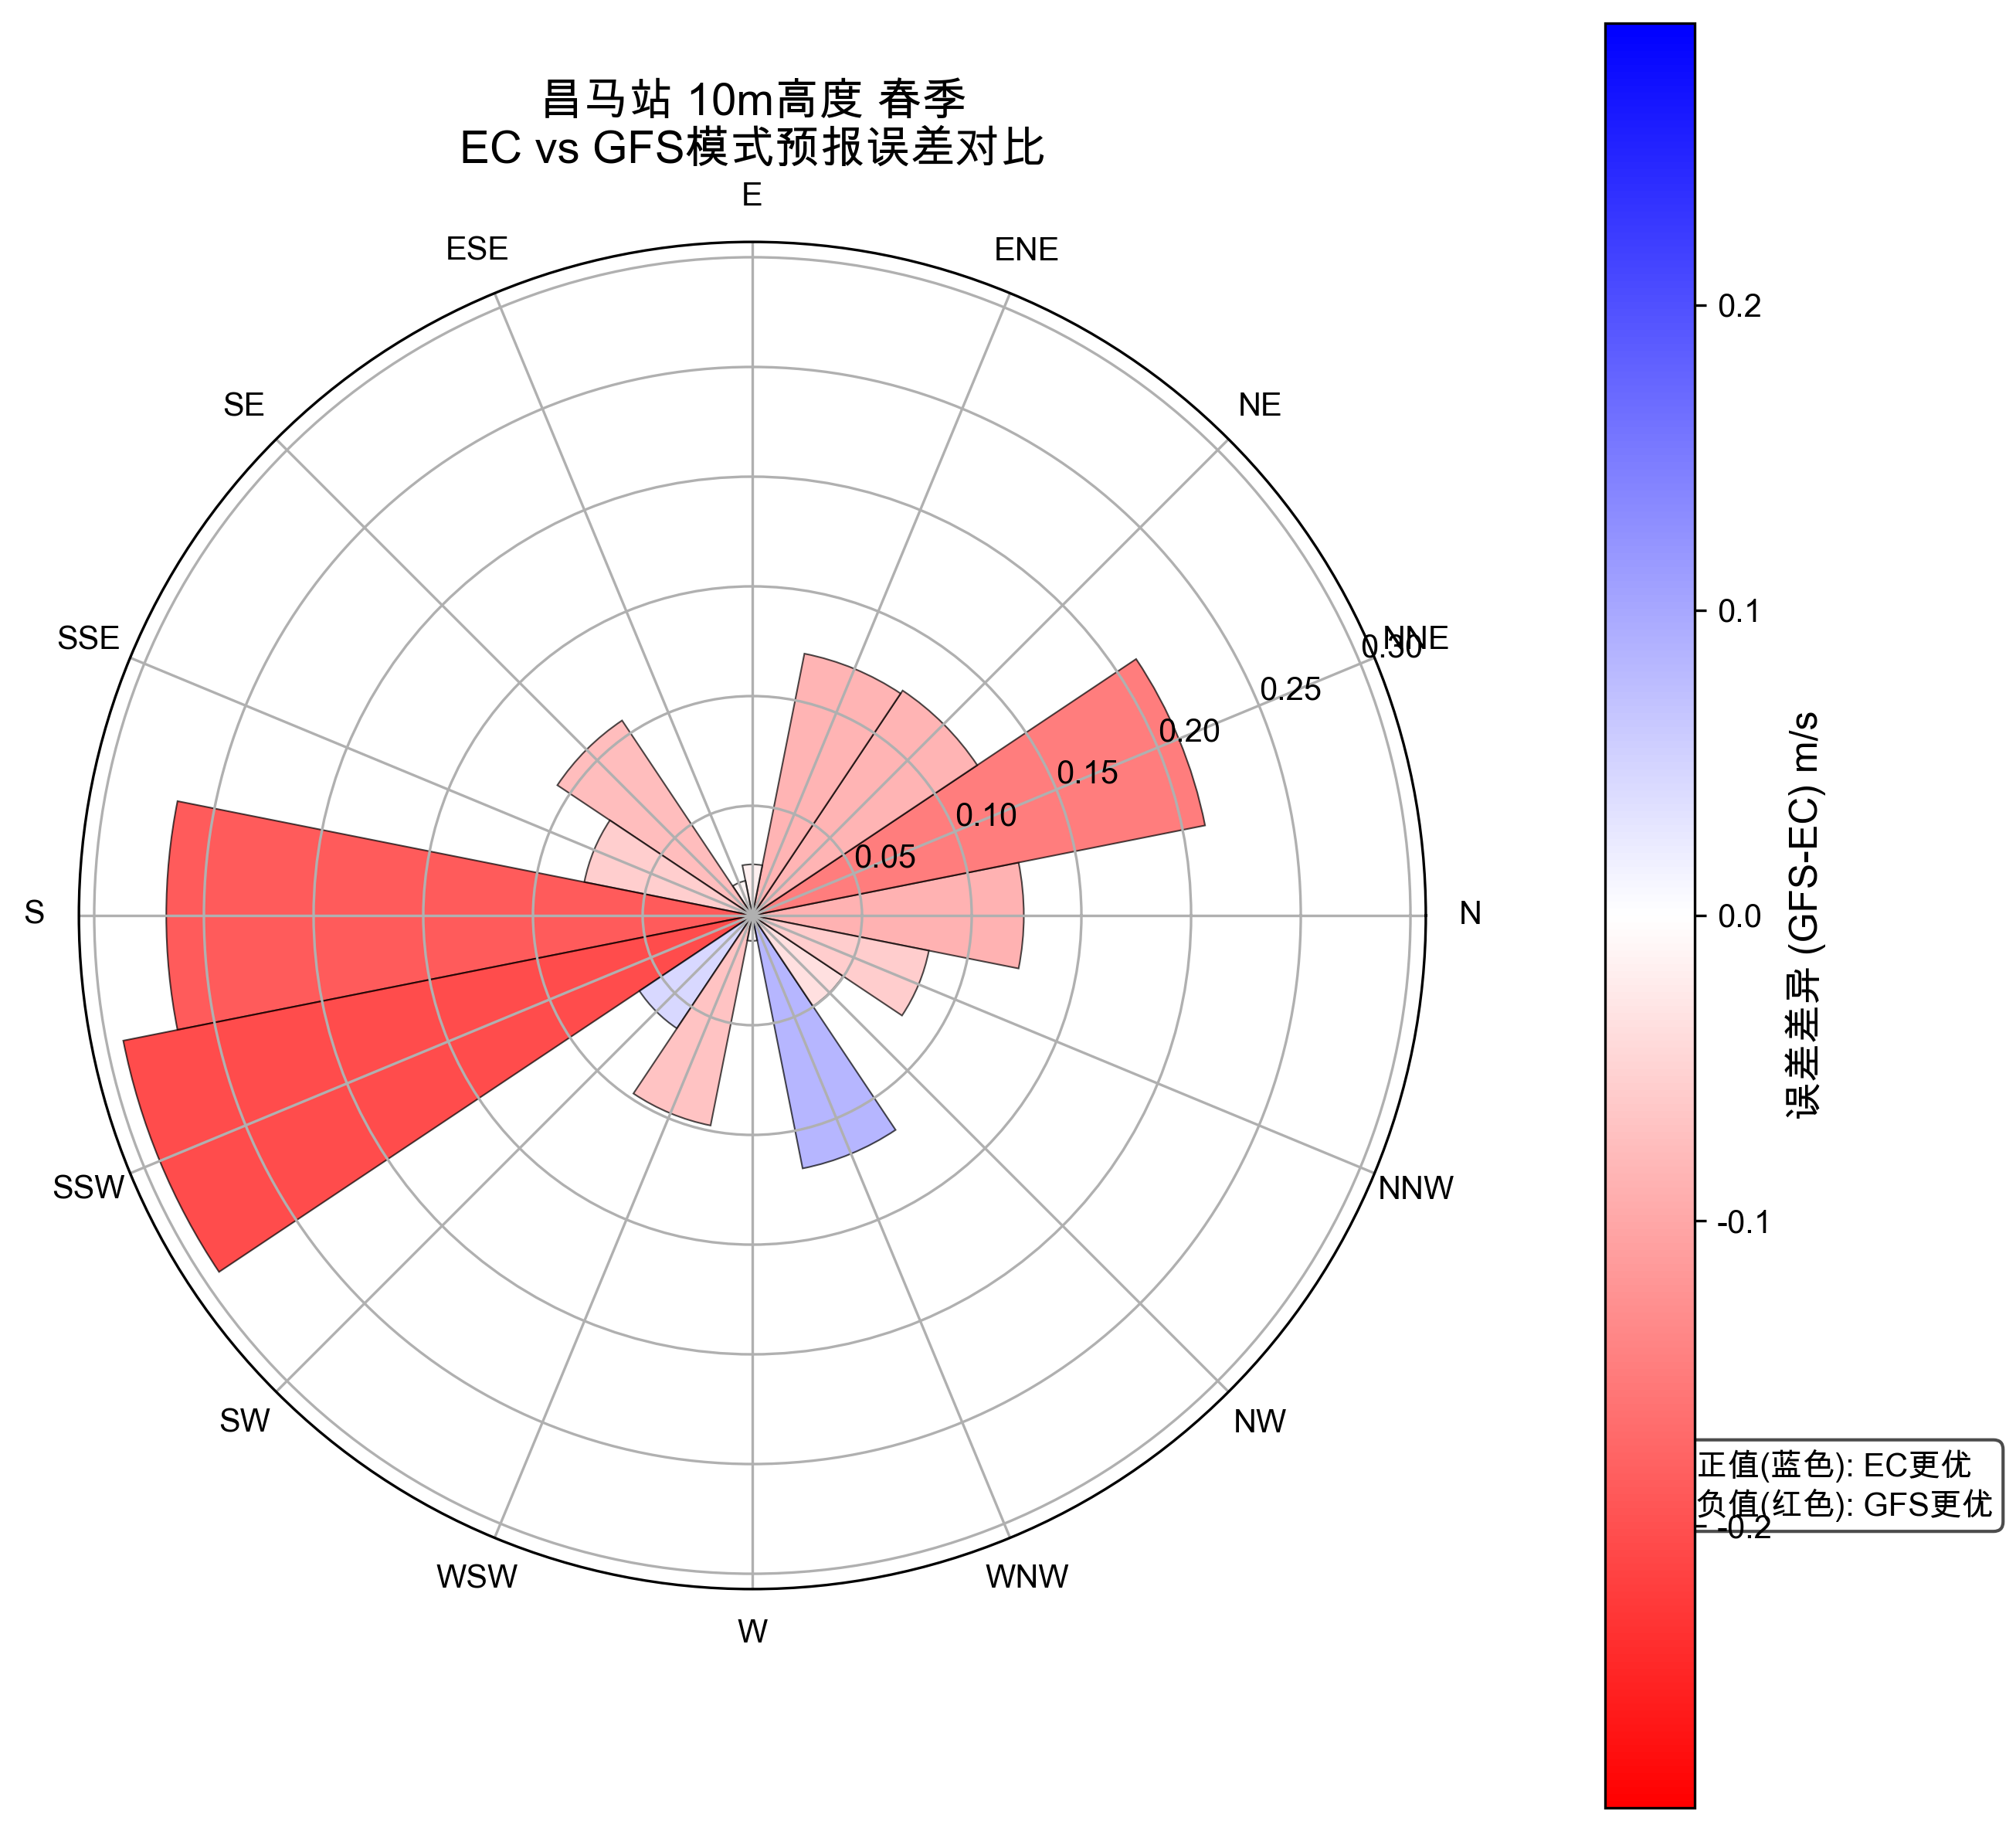 昌马站 10m高度 春季
EC vs GFS模式预报误差对比
E
ESE
ENE
SE
NE
SSE
NNE
0.30
0.25
0.20
0.15
0.10
0.05
S
N
SSW
NNW
SW
NW
WSW
WNW
W
0.2
0.1
0.0
-0.1
-0.2
误差差异 (GFS-EC) m/s
正值(蓝色): EC更优
负值(红色): GFS更优